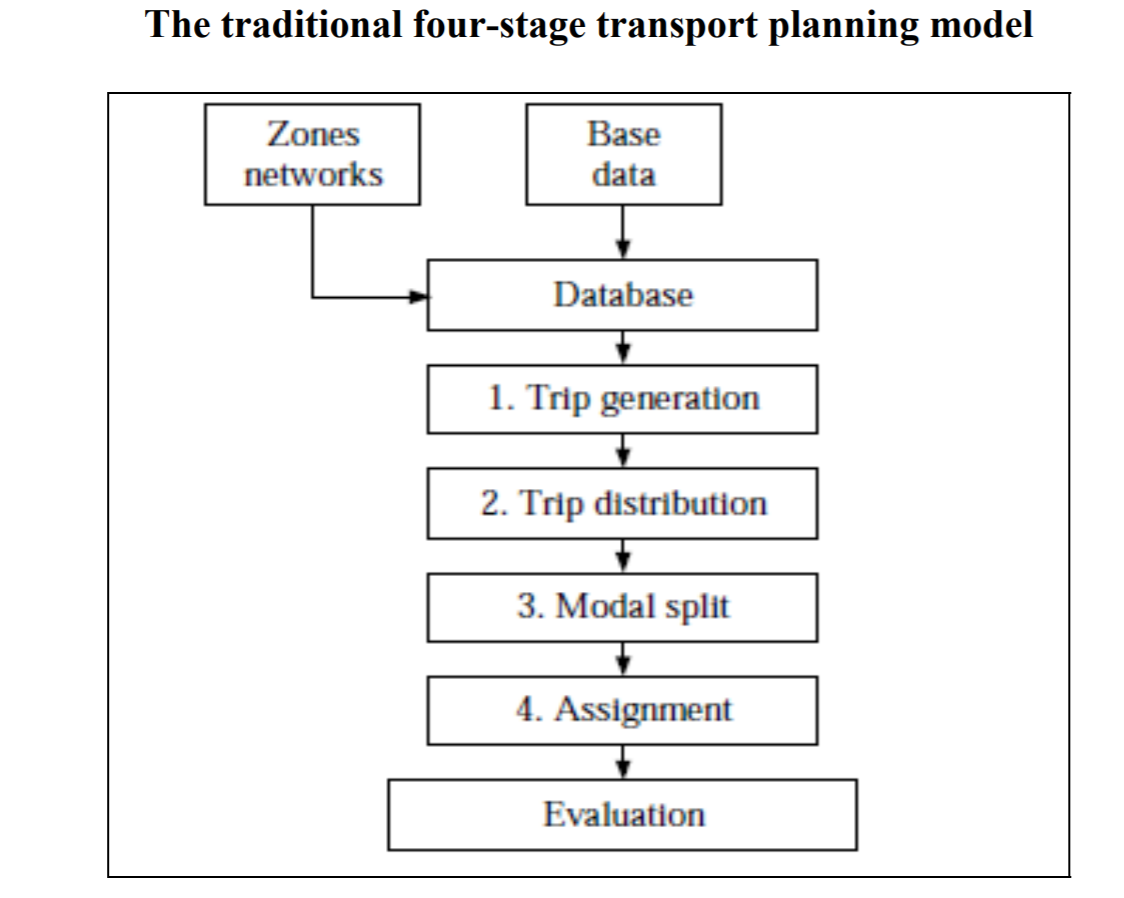 The traditional four-stage transport planning model
Zones
networks
Base
data
Database
1. Trip generation
2. Trip distribution
3. Modal split
4. Assignment
Evaluation